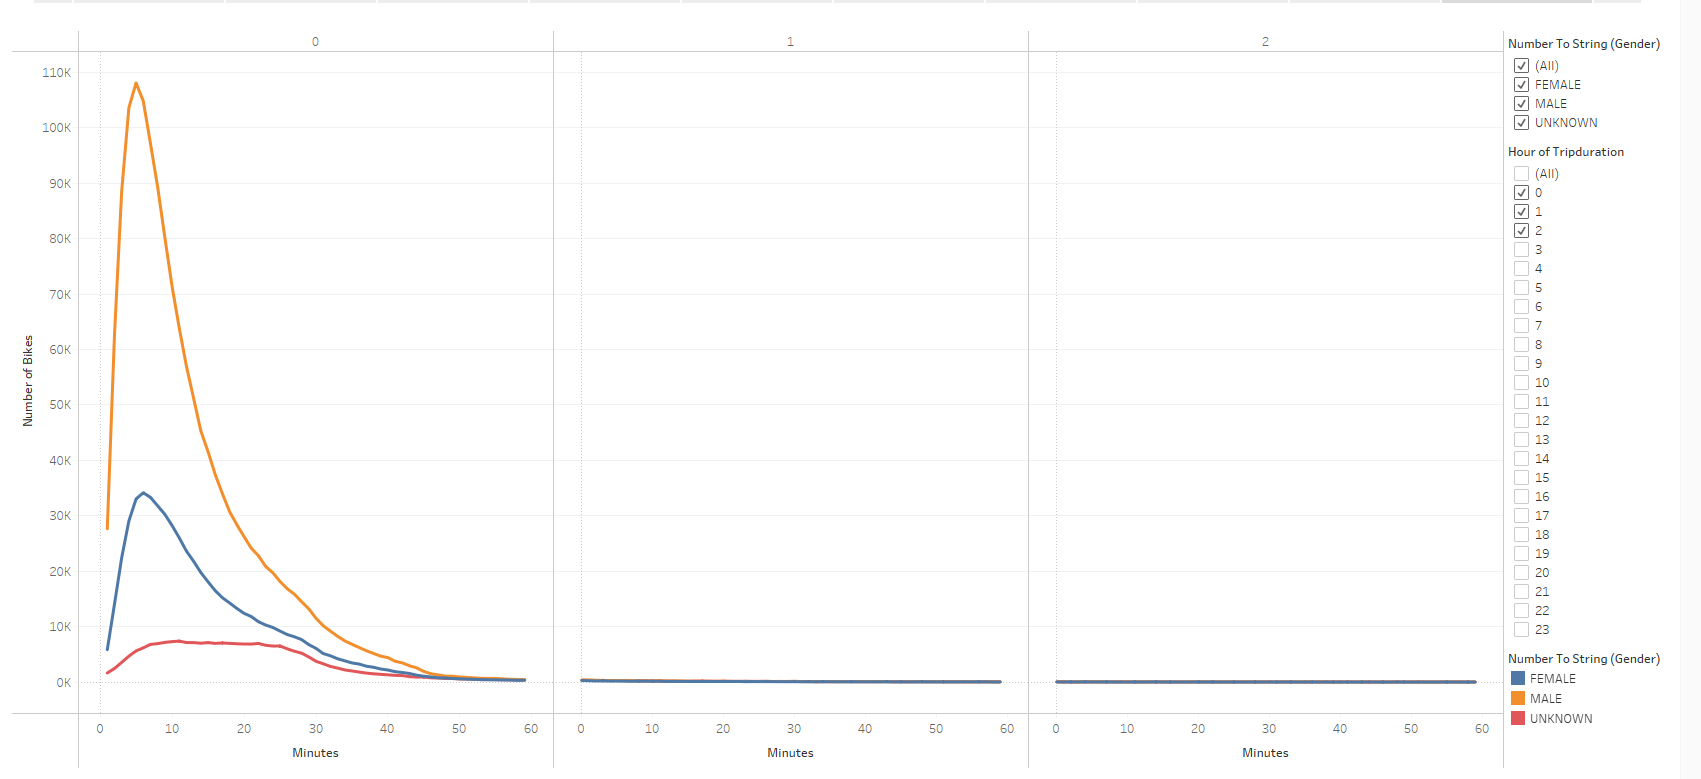 0 1 2
110K
100K
90K
80K
70K
60K
50K
40K
30K
20K
10K
0K
Number of Bikes
0 10 20 30 40 50 60 0 10 20 30 40 50 60 0 10 20 30 40 50 60
Minutes Minutes Minutes
Number To String (Gender)
(All)
FEMALE
MALE
UNKNOWN
Hour of Tripduration
(All)
0
1
2
3
4
5
6
7
8
9
10
11
12
13
14
15
16
17
18
19
20
21
22
23
Number To String (Gender)
FEMALE
MALE
UNKNOWN